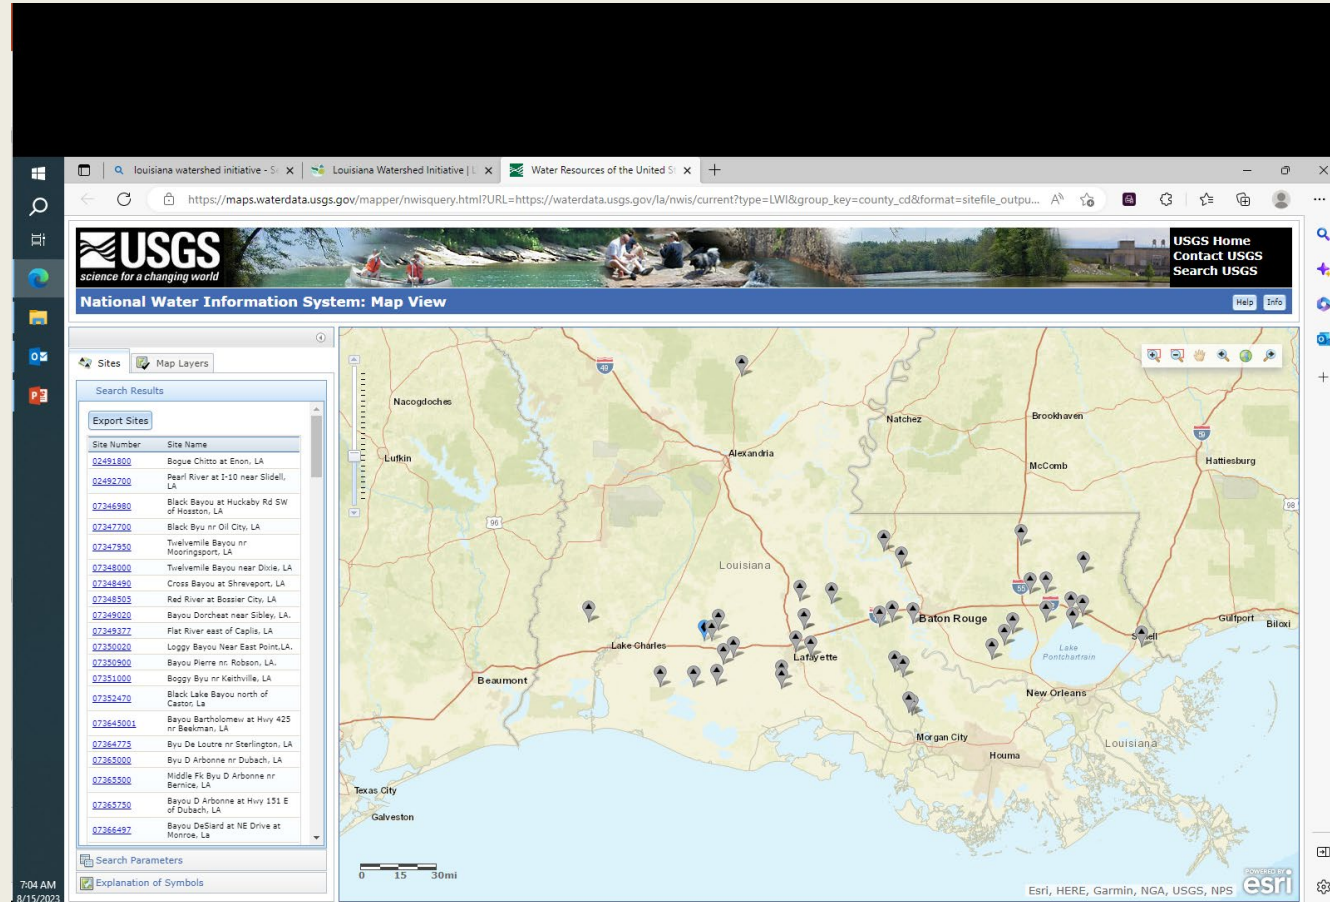 louisiana watershed initiative - S
Louisiana Watershed Initiative |
Water Resources of the United S
https://maps.waterdata.usgs.gov/mapper/nwisquery.html?URL=https://waterdata.usgs.gov/la/nwis/current?type=LWI&group_key=county_cd&format=sitefile_outpu...
USGS
science for a changing world
USGS Home
Contact USGS
Search USGS
National Water Information System: Map View
Help
Info
Sites
Map Layers
Search Results
Export Sites
Site Number Site Name
02491800 Bogue Chitto at Enon, LA
02492700 Pearl River at I-10 near Slidell,
LA
07346980 Black Bayou at Huckaby Rd SW
of Hosston, LA
07347700 Black Byu nr Oil City, LA
07347950 Twelvemile Bayou nr
Mooringsport, LA
07348000 Twelvemile Bayou near Dixie, LA
07348490 Cross Bayou at Shreveport, LA
07348505 Red River at Bossier City, LA
07349020 Bayou Dorcheat near Sibley, LA.
07349377 Flat River east of Caplis, LA
07350020 Loggy Bayou Near East Point,LA.
07350900 Bayou Pierre nr. Robson, LA.
07351000 Boggy Byu nr Keithville, LA
07352470 Black Lake Bayou north of
Castor, La
073645001 Bayou Bartholomew at Hwy 425
nr Beekman, LA
07364775 Byu De Loutre nr Sterlington, LA
07365000 Byu D Arbonne nr Dubach, LA
07365500 Middle Fk Byu D Arbonne nr
Bernice, LA
07365750 Bayou D Arbonne at Hwy 151 E
of Dubach, LA
07366497 Bayou DeSiard at NE Drive at
Monroe, La
Search Parameters
Explanation of Symbols
49
Nacogdoches
Natchez
Brookhaven
59
Lufkin
Alexandria
McComb
Hattiesburg
98
96
Louisiana
55
Baton Rouge
Gulfport
Biloxi
Lake Charles
Lafayette
Lake
Pontchartrain
Beaumont
New Orleans
Morgan City
Louisiana
Houma
Texas City
Galveston
0 15 30mi
Esri, HERE, Garmin, NGA, USGS, NPS
POWERED BY
esri
7:04 AM
8/15/2023